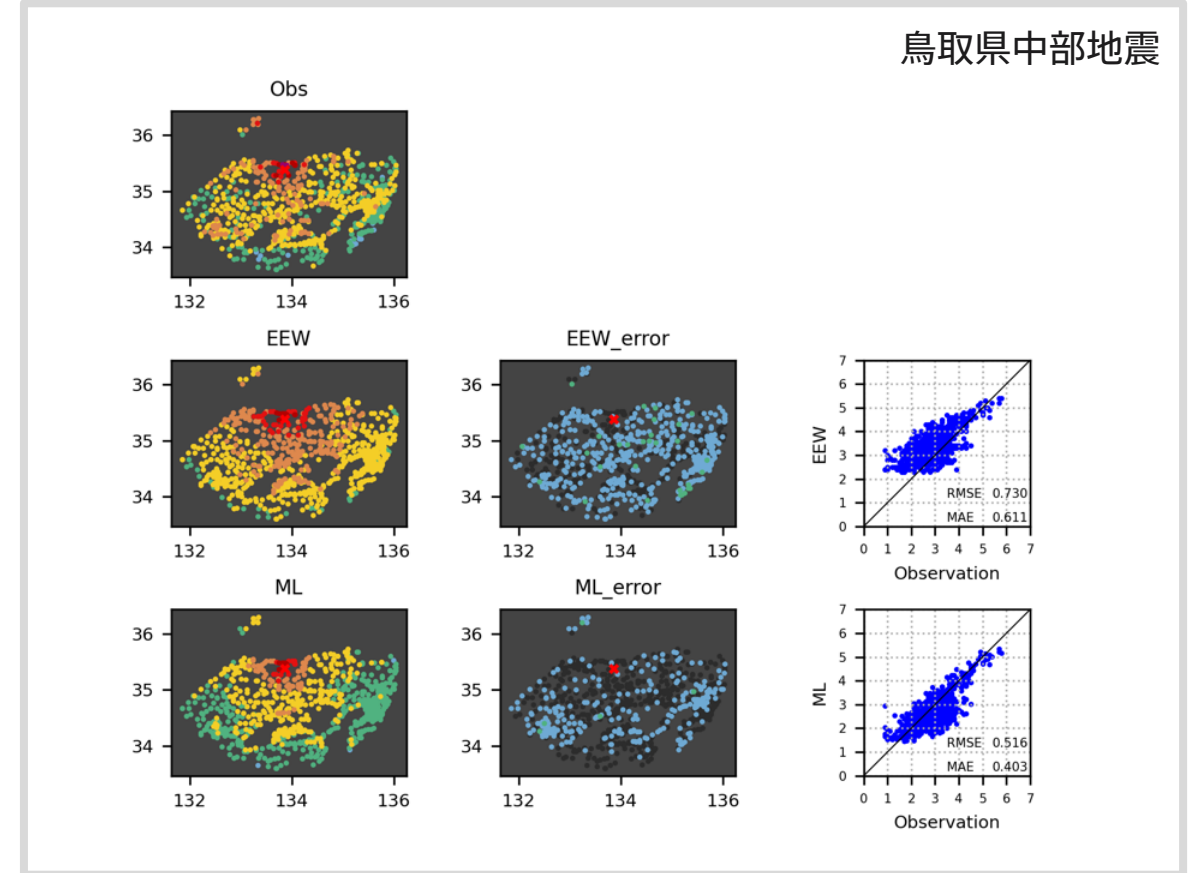 鳥取県中部地震
Obs
36
35
34
132 134 136
EEW EEW_error
36
35
34
132 134 136
36
35
34
132 134 136
7
6
5
4
3
2
1
0
EEW
RMSE 0.730
MAE 0.611
0 1 2 3 4 5 6 7
Observation
ML ML_error
36
35
34
132 134 136
36
35
34
132 134 136
7
6
5
4
3
2
1
0
ML
RMSE 0.516
MAE 0.403
0 1 2 3 4 5 6 7
Observation